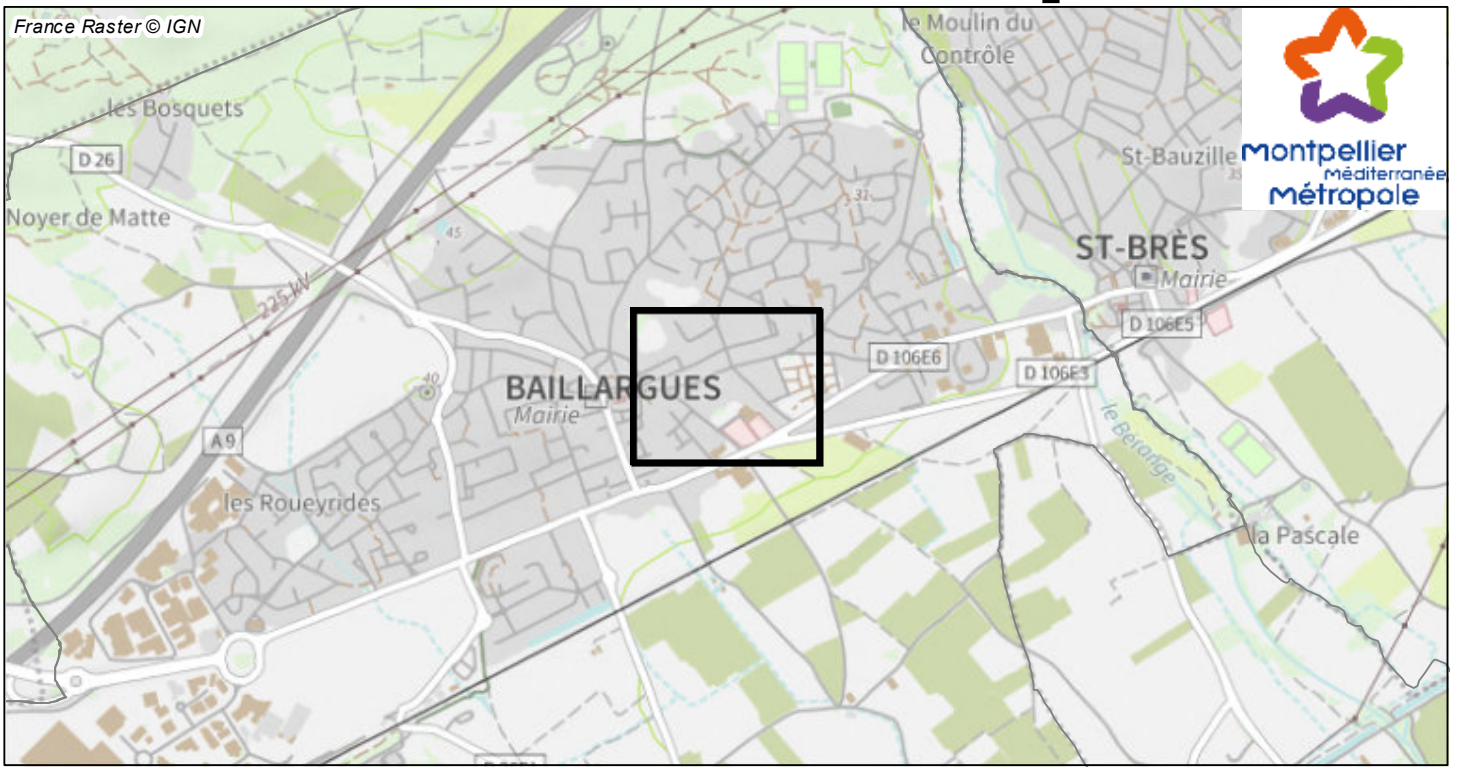 France Raster © IGN
le Moulin du
Contrôle
les Bosquets
D 26
St-Bauzille
montpellier
méditerranée
métropole
31
Noyer de Matte
45
ST-BRÈS
Mairie
225 kV
D 106E5
D 106E6
D 106E3
40
BAILLARGUES
Mairie
A 9
le Berange
les Roueyrides
la Pascale